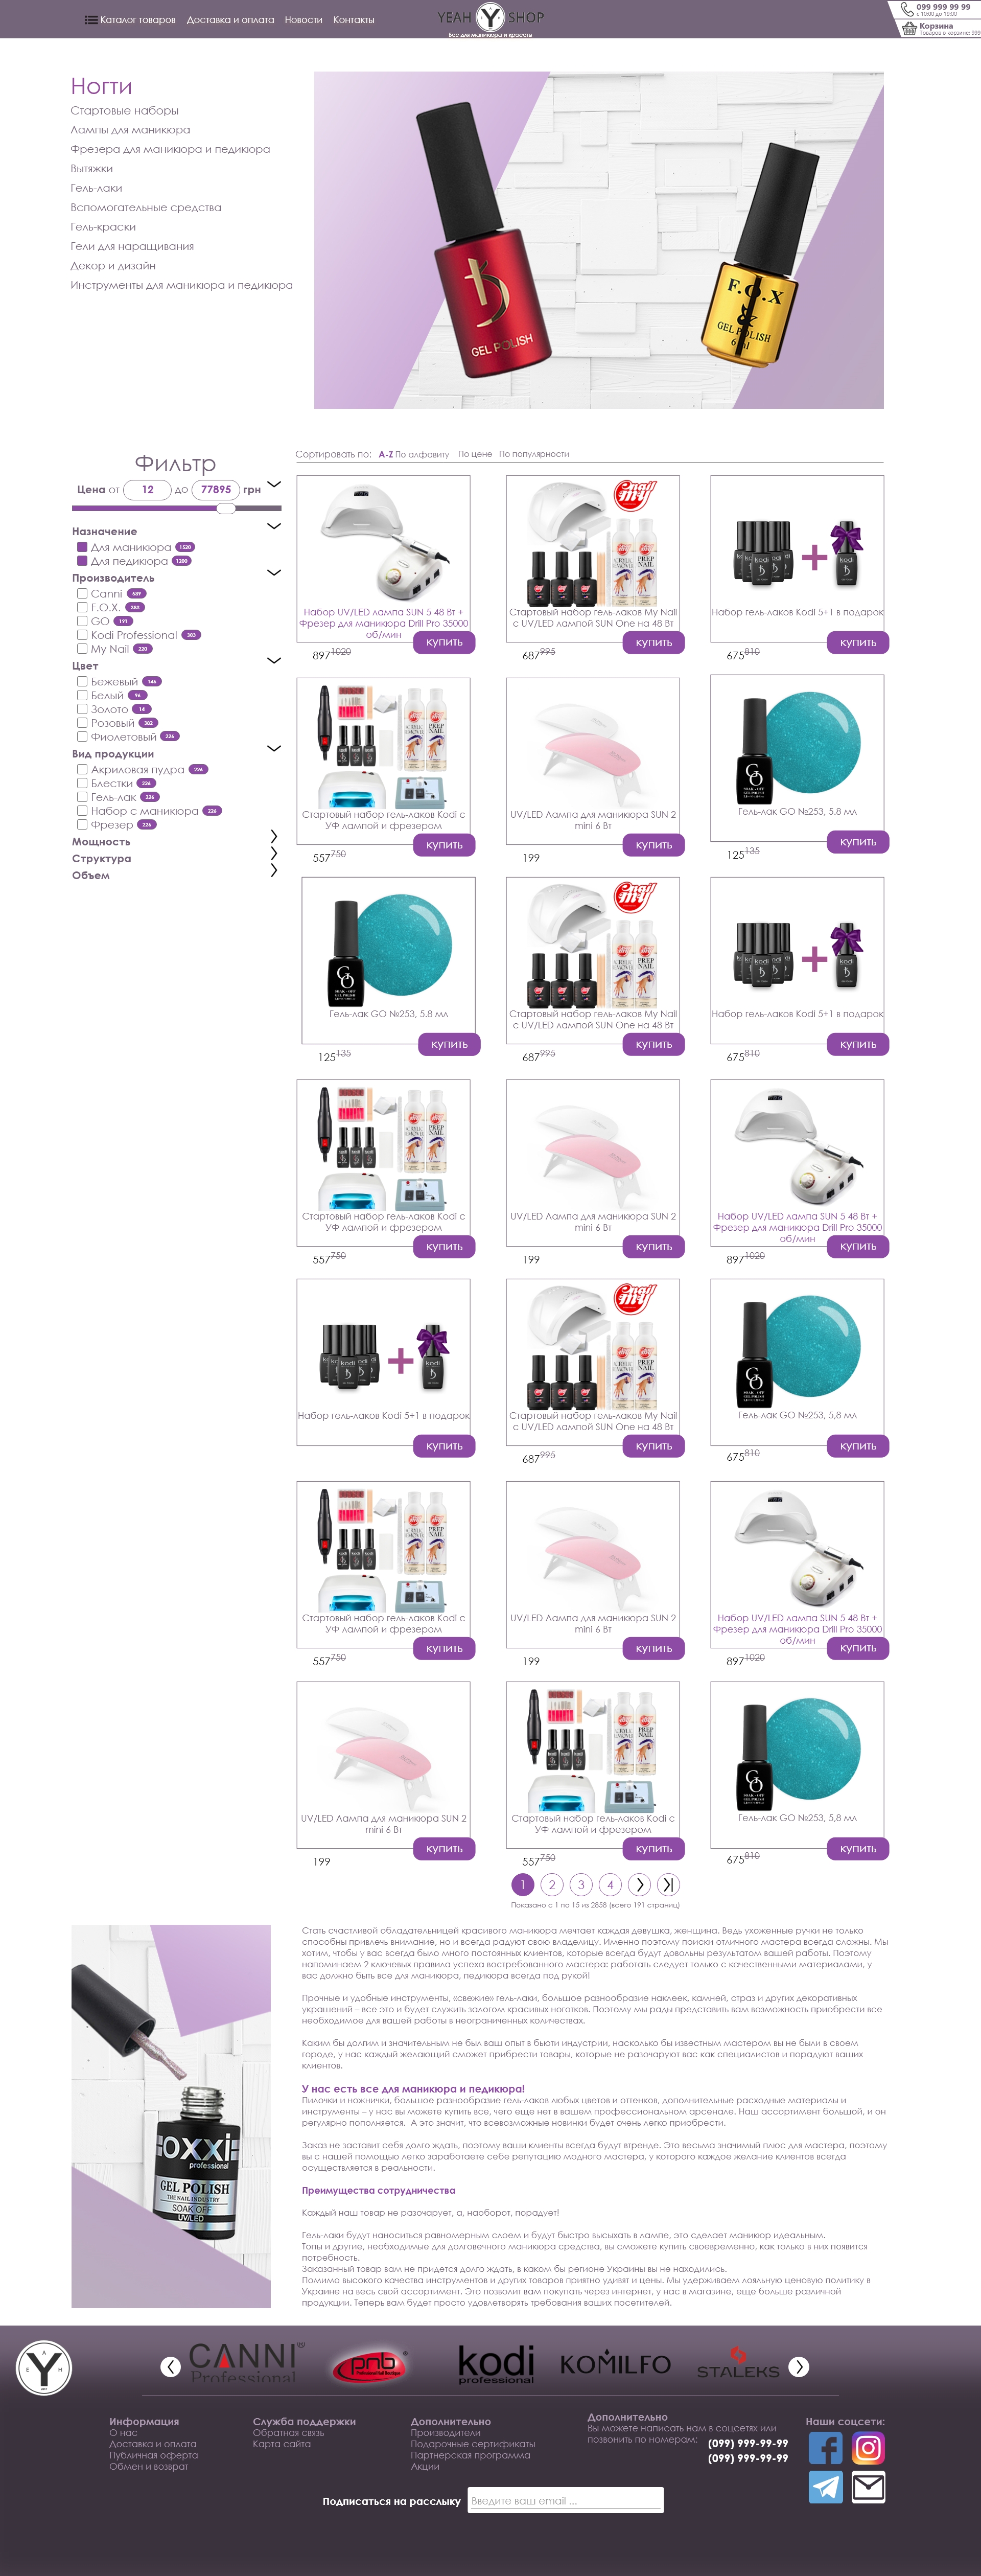 Каталог товаров
Доставка и оплата
Новости
Контакты
YEAH Y SHOP
Все для маникюра и красоты
099 999 99 99
с 10:00 до 19:00
Корзина
Товаров в корзине: 999
Ногти
Стартовые наборы
Лампы для маникюра
Фрезера для маникюра и педикюра
Вытяжки
Гель-лаки
Вспомогательные средства
Гель-краски
Гели для наращивания
Декор и дизайн
Инструменты для маникюра и педикюра
GEL POLISH
F.O.X
GEL POLISH
6 ml
Фильтр
Цена от 12 до 77895 грн
Назначение
Для маникюра 1520
Для педикюра 1200
Производитель
Canni 589
F.O.X. 383
GO 191
Kodi Professional 383
My Nail 220
Цвет
Бежевый 146
Белый 96
Золото 14
Розовый 382
Фиолетовый 226
Вид продукции
Акриловая пудра 226
Блестки 226
Гель-лак 226
Набор с маникюра 226
Фрезер 226
Мощность
Структура
Объем
Сортировать по: A-Z По алфавиту По цене По популярности
Набор UV/LED лампа SUN 5 48 Вт +
Фрезер для маникюра Drill Pro 35000
об/мин
КУПИТЬ
897 1020
Стартовый набор гель-лаков My Nail
с UV/LED лампой SUN One на 48 Вт
КУПИТЬ
687 995
Набор гель-лаков Kodi 5+1 в подарок
КУПИТЬ
675 810
Стартовый набор гель-лаков Kodi с
УФ лампой и фрезером
КУПИТЬ
557 750
UV/LED Лампа для маникюра SUN 2
mini 6 Вт
КУПИТЬ
199
Гель-лак GO №253, 5,8 мл
КУПИТЬ
125 135
Гель-лак GO №253, 5.8 мл
КУПИТЬ
125 135
Стартовый набор гель-лаков My Nail
с UV/LED лампой SUN One на 48 Вт
КУПИТЬ
687 995
Набор гель-лаков Kodi 5+1 в подарок
КУПИТЬ
675 810
Стартовый набор гель-лаков Kodi с
УФ лампой и фрезером
КУПИТЬ
557 750
UV/LED Лампа для маникюра SUN 2
mini 6 Вт
КУПИТЬ
199
Набор UV/LED лампа SUN 5 48 Вт +
Фрезер для маникюра Drill Pro 35000
об/мин
КУПИТЬ
897 1020
Набор гель-лаков Kodi 5+1 в подарок
КУПИТЬ
Стартовый набор гель-лаков My Nail
с UV/LED лампой SUN One на 48 Вт
КУПИТЬ
687 995
Гель-лак GO №253, 5,8 мл
КУПИТЬ
675 810
Стартовый набор гель-лаков Kodi с
УФ лампой и фрезером
КУПИТЬ
557 750
UV/LED Лампа для маникюра SUN 2
mini 6 Вт
КУПИТЬ
199
Набор UV/LED лампа SUN 5 48 Вт +
Фрезер для маникюра Drill Pro 35000
об/мин
КУПИТЬ
897 1020
UV/LED Лампа для маникюра SUN 2
mini 6 Вт
КУПИТЬ
199
Стартовый набор гель-лаков Kodi с
УФ лампой и фрезером
КУПИТЬ
557 750
Гель-лак GO №253, 5,8 мл
КУПИТЬ
675 810
1 2 3 4
Показано с 1 по 15 из 2858 (всего 191 страниц)
oxxi
professional
GEL POLISH
THE NAIL INDUSTRY
SOAK OFF
UV/LED
Стать счастливой обладательницей красивого маникюра мечтает каждая девушка, женщина. Ведь ухоженные ручки не только
способны привлечь внимание, но и всегда радуют свою владелицу. Именно поэтому поиски отличного мастера всегда сложны. Мы
хотим, чтобы у вас всегда было много постоянных клиентов, которые всегда будут довольны результатом вашей работы. Поэтому
напоминаем 2 ключевых правила успеха востребованного мастера: работать следует только с качественными материалами, у
вас должно быть все для маникюра, педикюра всегда под рукой!
Прочные и удобные инструменты, «свежие» гель-лаки, большое разнообразие наклеек, камней, страз и других декоративных
украшений – все это и будет служить залогом красивых ноготков. Поэтому мы рады представить вам возможность приобрести все
необходимое для вашей работы в неограниченных количествах.
Каким бы долгим и значительным не был ваш опыт в бьюти индустрии, насколько бы известным мастером вы не были в своем
городе, у нас каждый желающий сможет прибрести товары, которые не разочаруют вас как специалистов и порадуют ваших
клиентов.
У нас есть все для маникюра и педикюра!
Пилочки и ножнички, большое разнообразие гель-лаков любых цветов и оттенков, дополнительные расходные материалы и
инструменты – у нас вы можете купить все, чего еще нет в вашем профессиональном арсенале. Наш ассортимент большой, и он
регулярно пополняется. А это значит, что всевозможные новинки будет очень легко приобрести.
Заказ не заставит себя долго ждать, поэтому ваши клиенты всегда будут втренде. Это весьма значимый плюс для мастера, поэтому
вы с нашей помощью легко заработаете себе репутацию модного мастера, у которого каждое желание клиентов всегда
осуществляется в реальности.
Преимущества сотрудничества
Каждый наш товар не разочарует, а, наоборот, порадует!
Гель-лаки будут наноситься равномерным слоем и будут быстро высыхать в лампе, это сделает маникюр идеальным.
Топы и другие, необходимые для долговечного маникюра средства, вы сможете купить своевременно, как только в них появится
потребность.
Заказанный товар вам не придется долго ждать, в каком бы регионе Украины вы не находились.
Помимо высокого качества инструментов и других товаров приятно удивят и цены. Мы удерживаем лояльную ценовую политику в
Украине на весь свой ассортимент. Это позволит вам покупать через интернет, у нас в магазине, еще больше различной
продукции. Теперь вам будет просто удовлетворять требования ваших посетителей.
CANNI Professional
pnb
kodi professional
KOMILFO
STALEKS
Информация
О нас
Доставка и оплата
Публичная оферта
Обмен и возврат
Служба поддержки
Обратная связь
Карта сайта
Дополнительно
Производители
Подарочные сертификаты
Партнерская программа
Акции
Дополнительно
Вы можете написать нам в соцсетях или
позвонить по номерам: (099) 999-99-99
(099) 999-99-99
Наши соцсети:
Подписаться на рассылку
Введите ваш email ...